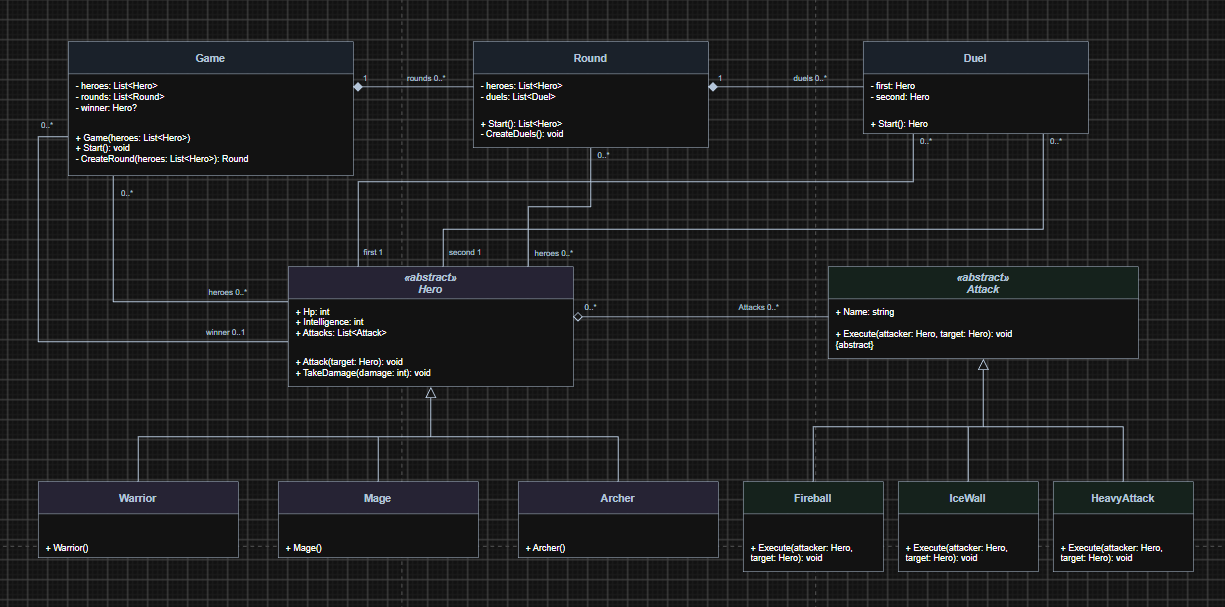 Game
- heroes: List<Hero>
- rounds: List<Round>
- winner: Hero?
+ Game(heroes: List<Hero>)
+ Start(): void
- CreateRound(heroes: List<Hero>): Round
1
rounds 0..*
Round
- heroes: List<Hero>
- duels: List<Duel>
+ Start(): List<Hero>
- CreateDuels(): void
1
duels 0..*
Duel
- first: Hero
- second: Hero
+ Start(): Hero
0..*
0..*
0..*
0..*
0..*
first 1
second 1
heroes 0..*
heroes 0..*
winner 0..1
«abstract»
Hero
+ Hp: int
+ Intelligence: int
+ Attacks: List<Attack>
+ Attack(target: Hero): void
+ TakeDamage(damage: int): void
0..*
Attacks 0..*
«abstract»
Attack
+ Name: string
+ Execute(attacker: Hero, target: Hero): void
{abstract}
Warrior
+ Warrior()
Mage
+ Mage()
Archer
+ Archer()
Fireball
+ Execute(attacker: Hero,
target: Hero): void
IceWall
+ Execute(attacker: Hero,
target: Hero): void
HeavyAttack
+ Execute(attacker: Hero,
target: Hero): void